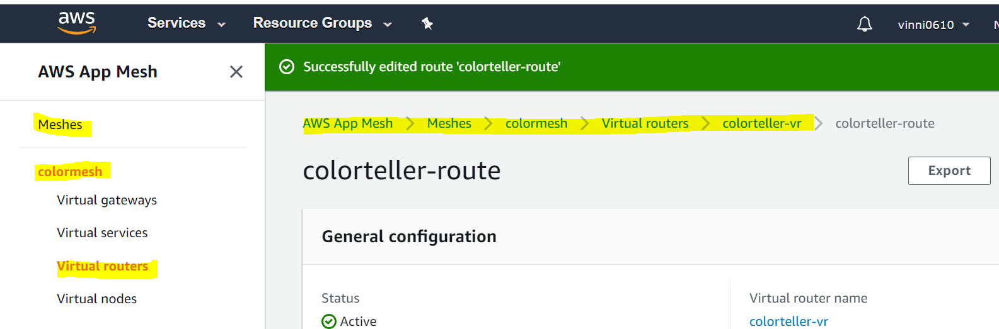 aws Services Resource Groups vinni0610 N
AWS App Mesh
Successfully edited route 'colorteller-route'
Meshes
AWS App Mesh Meshes colormesh Virtual routers colorteller-vr colorteller-route
colormesh
colorteller-route
Export
Virtual gateways
Virtual services
General configuration
Virtual routers
Virtual nodes
Status
Virtual router name
Active
colorteller-vr